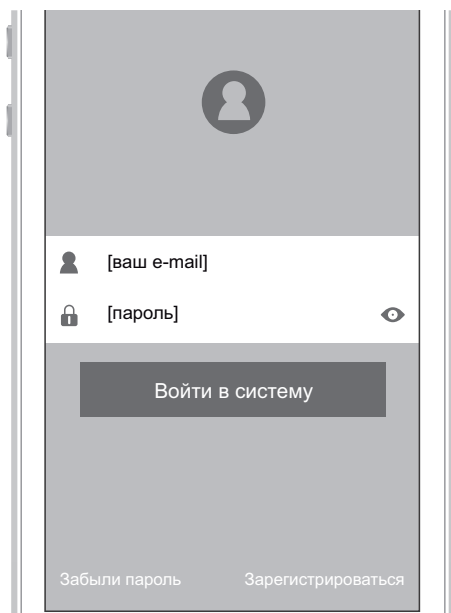 [ваш e-mail]
[пароль]
Войти в систему
Забыли пароль
Зарегистрироваться